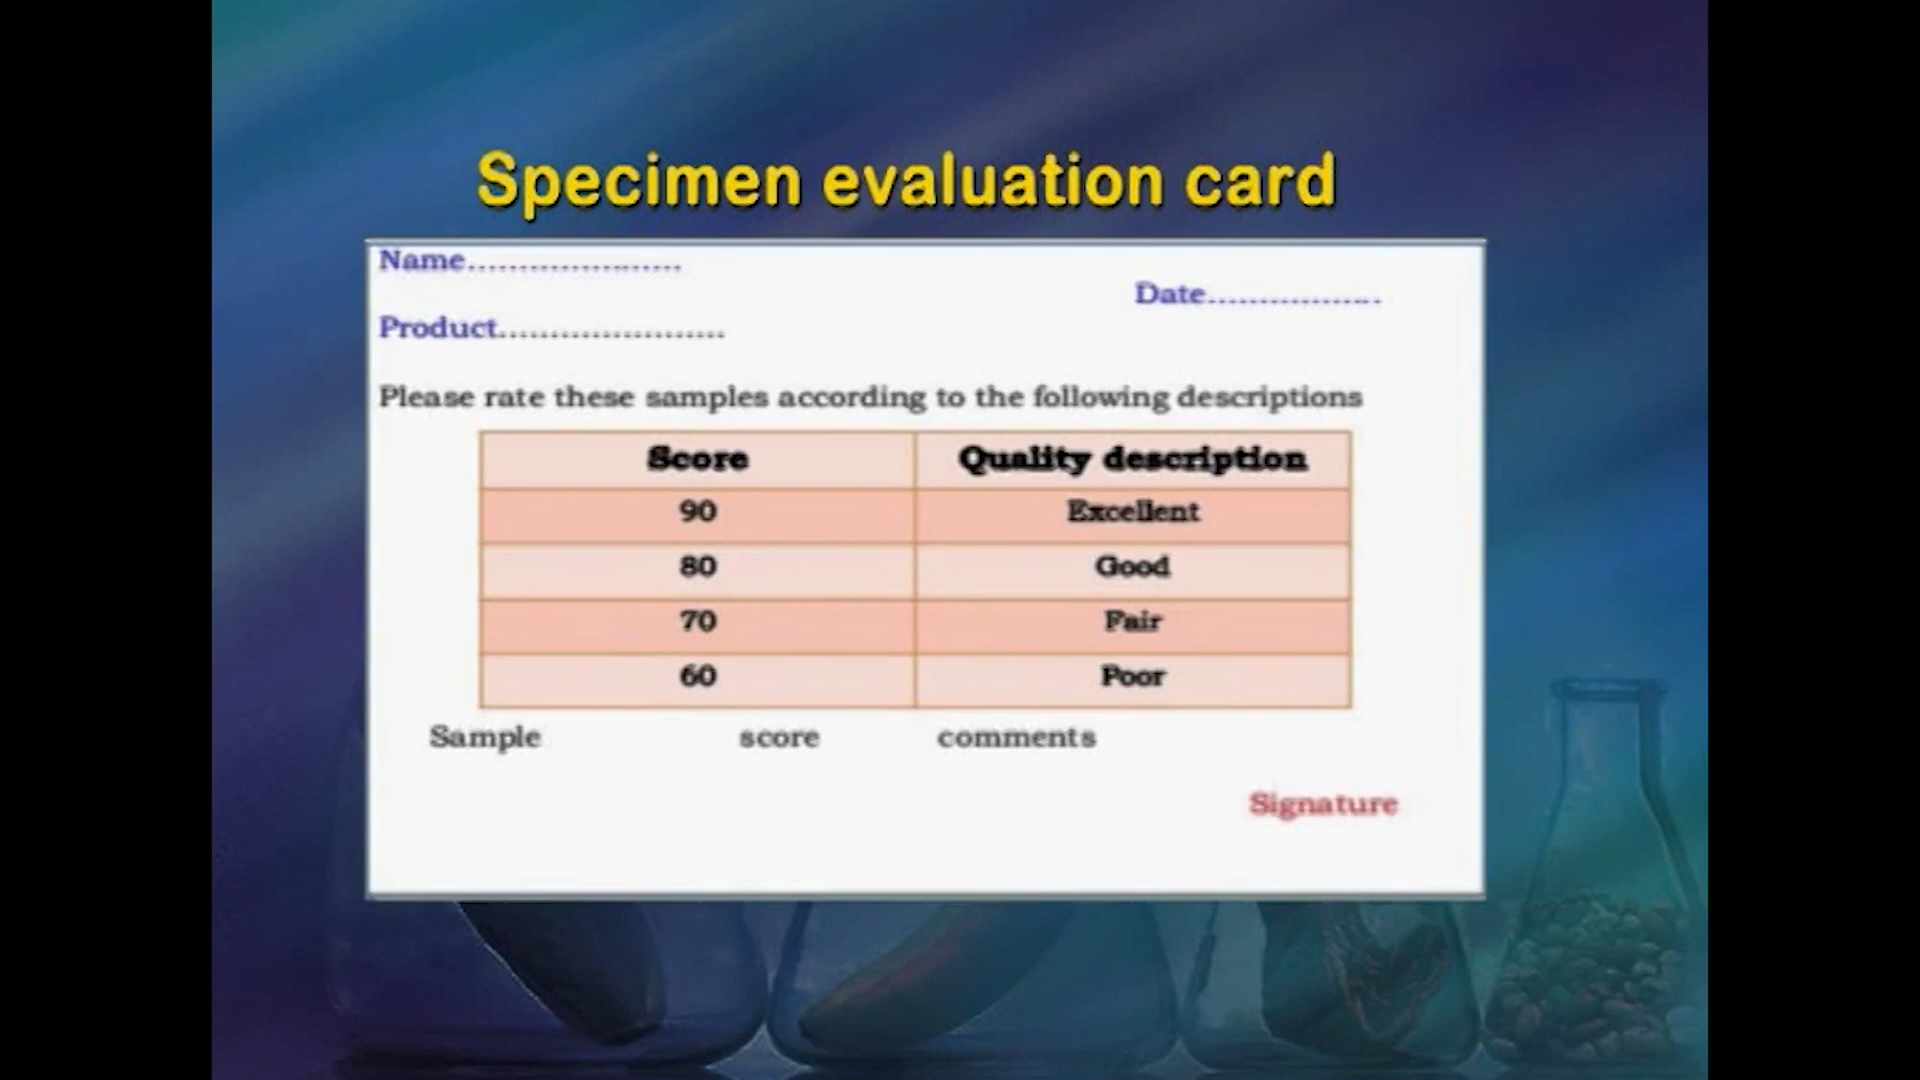 Specimen evaluation card
Name.....................
Date.................
Product......................
Please rate these samples according to the following descriptions
Score Quality description
90 Excellent
80 Good
70 Fair
60 Poor
Sample score comments
Signature